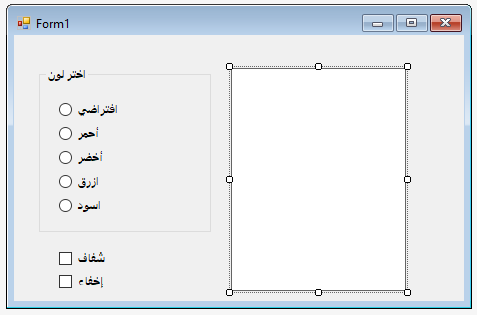 Form1
اختر لون
افتراضي
أحمر
أخضر
ازرق
اسود
شفاف
إخفاء